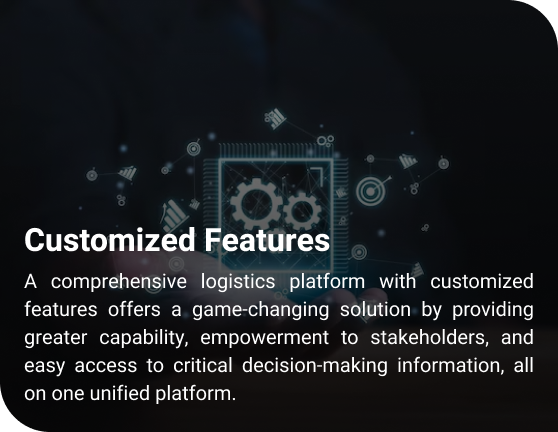 Customized Features
A comprehensive logistics platform with customized
features offers a game-changing solution by providing
greater capability, empowerment to stakeholders, and
easy access to critical decision-making information, all
on one unified platform.